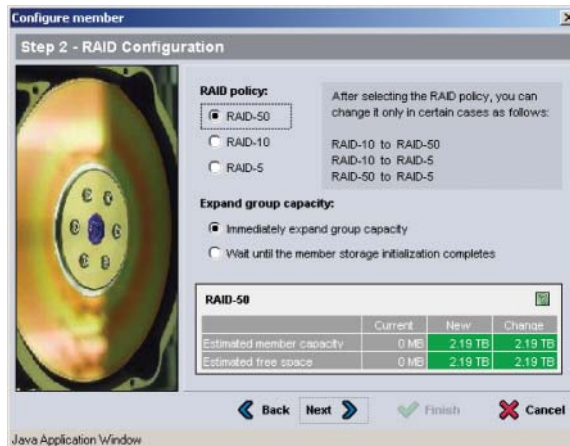 Configure member
Step 2 - RAID Configuration
RAID policy:
RAID-50
RAID-10
RAID-5
After selecting the RAID policy, you can
change it only in certain cases as follows:
RAID-10 to RAID-50
RAID-10 to RAID-5
RAID-50 to RAID-5
Expand group capacity:
Immediately expand group capacity
Wait until the member storage initialization completes
RAID-50
Current New Change
Estimated member capacity 0 MB 2.19 TB 2.19 TB
Estimated free space 0 MB 2.19 TB 2.19 TB
Back Next Finish Cancel
Java Application Window